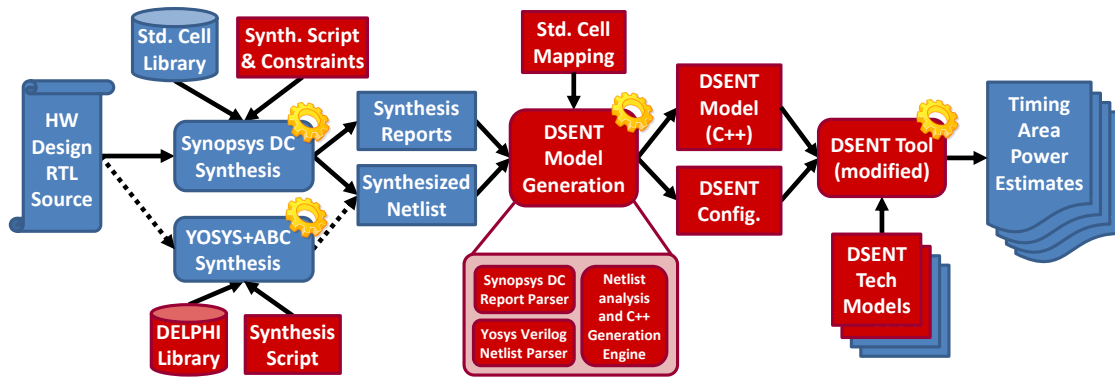 Std. Cell
Library
Synth. Script
& Constraints
HW
Design
RTL
Source
Synopsys DC
Synthesis
YOSYS+ABC
Synthesis
DELPHI
Library
Synthesis
Script
Synthesis
Reports
Synthesized
Netlist
Std. Cell
Mapping
DSENT
Model
Generation
Synopsys DC
Report Parser
Yosys Verilog
Netlist Parser
Netlist
analysis
and C++
Generation
Engine
DSENT
Model
(C++)
DSENT
Config.
DSENT Tool
(modified)
DSENT
Tech
Models
Timing
Area
Power
Estimates